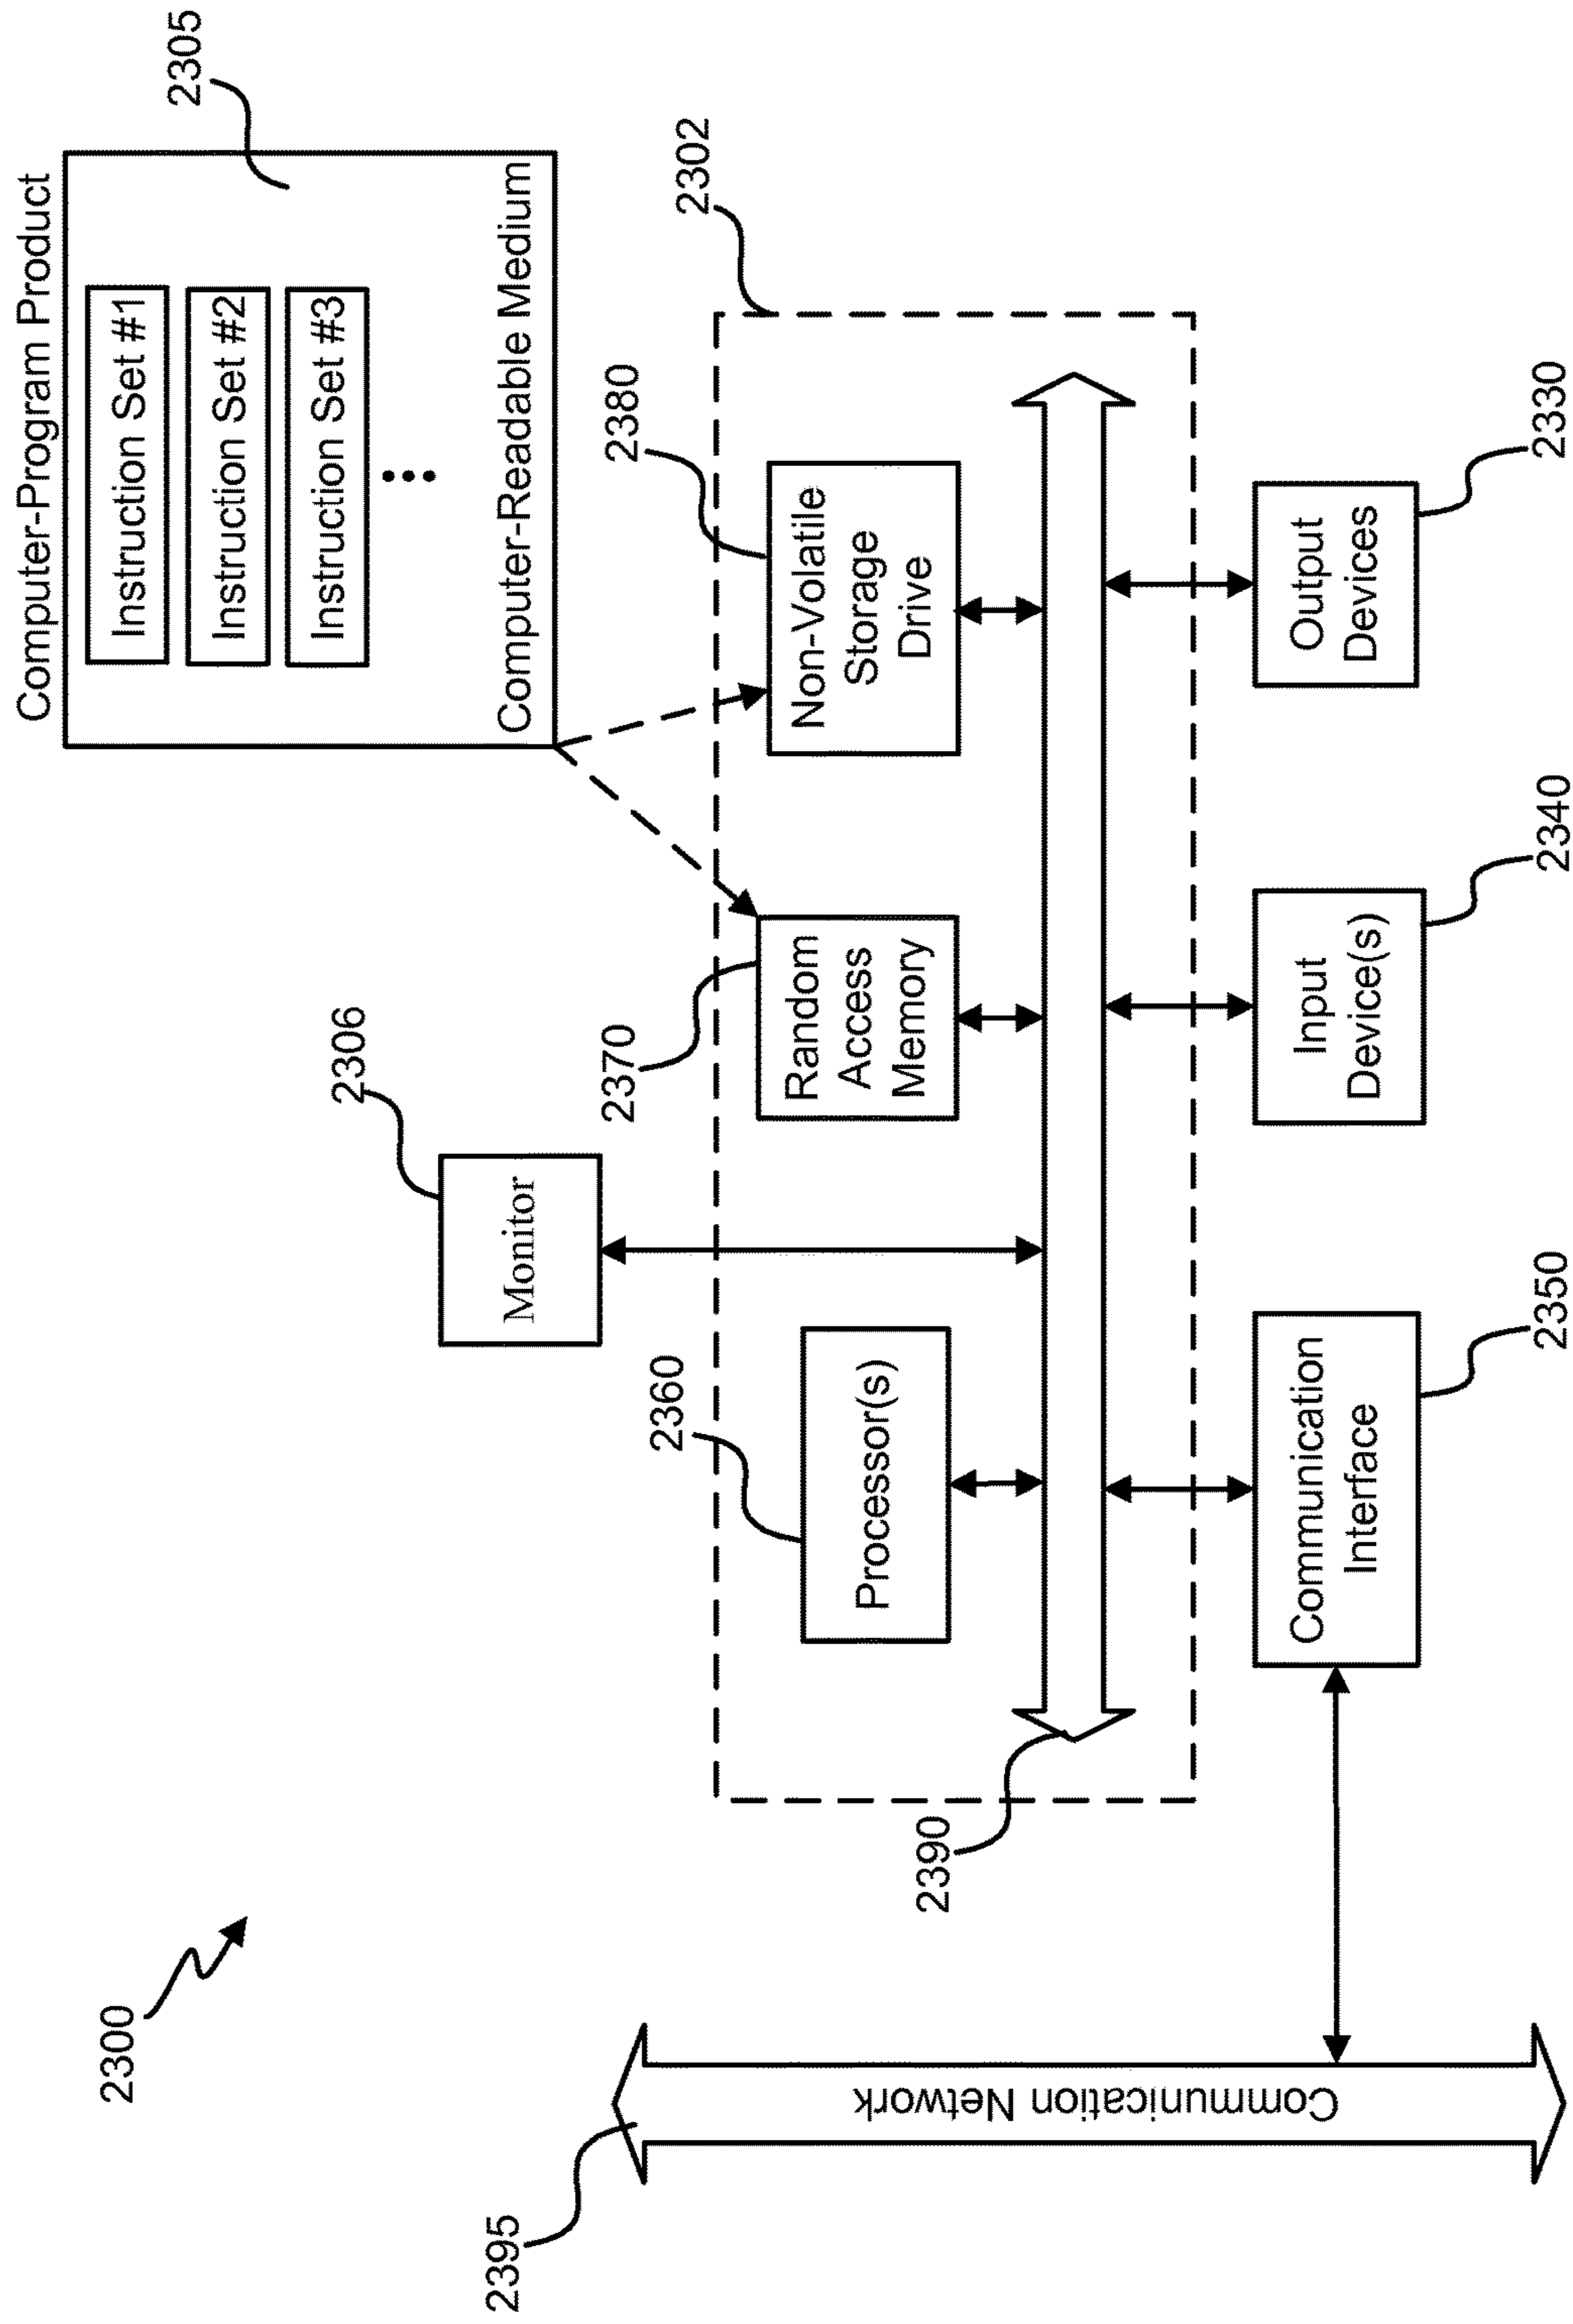 2300
Computer-Program Product
2305
Instruction Set #1
Instruction Set #2
Instruction Set #3
Computer-Readable Medium
2306
Monitor
2302
2360
2370
2380
Processor(s)
Random
Access
Memory
Non-Volatile
Storage
Drive
2390
2395
Communication Network
Communication
Interface
2350
Input
Device(s)
2340
Output
Devices
2330